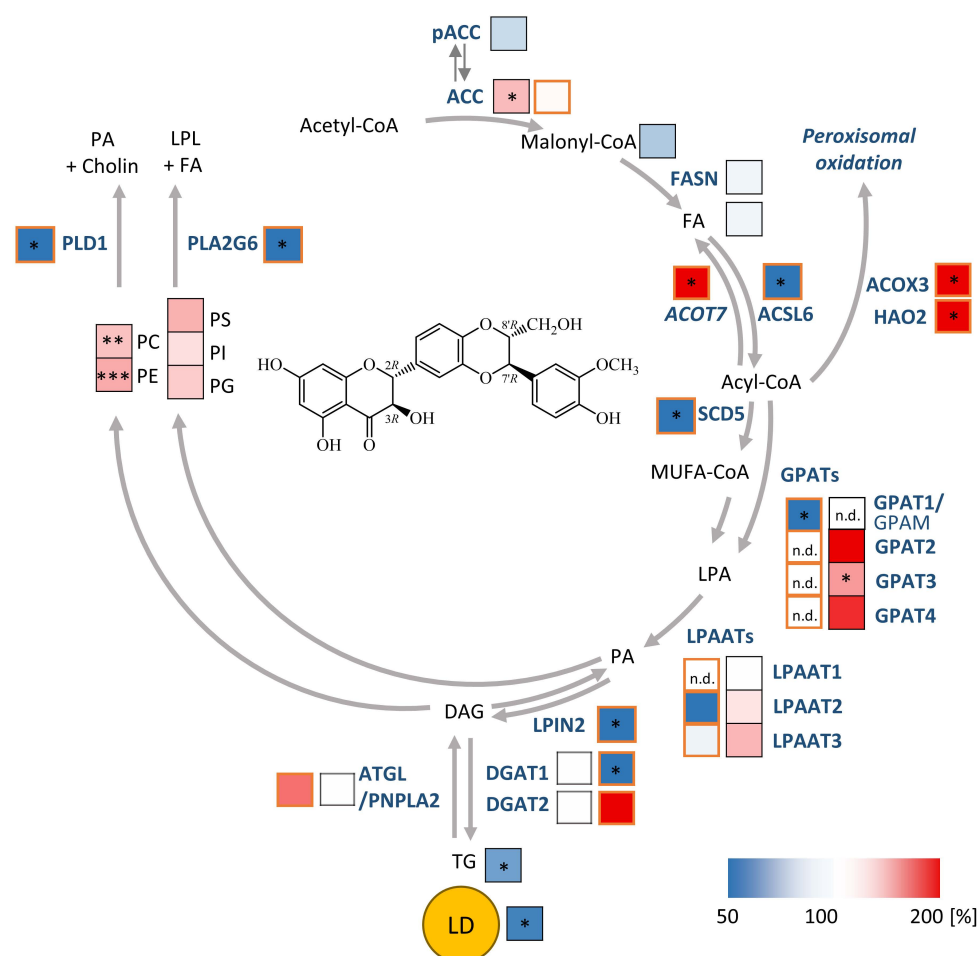 pACC
ACC *
Acetyl-CoA
Malonyl-CoA
PA
+ Cholin
LPL
+ FA
Peroxisomal
oxidation
FASN
FA
* PLD1
PLA2G6 *
*
ACOT7
*
ACSL6
ACOX3 *
HAO2 *
** PC
*** PE
PS
PI
PG
HO
O
2R
OH
3R
O
OH
O
8'R
CH₂OH
O
7'R
OCH₃
OH
Acyl-CoA
* SCD5
MUFA-CoA
GPATs
* n.d. GPAT1/
GPAM
n.d. GPAT2
n.d. * GPAT3
n.d. GPAT4
LPA
PA
LPAATs
n.d. LPAAT1
LPAAT2
LPAAT3
DAG
LPIN2 *
DGAT1 *
DGAT2
ATGL
/PNPLA2
TG *
LD *
50 100 200 [%]